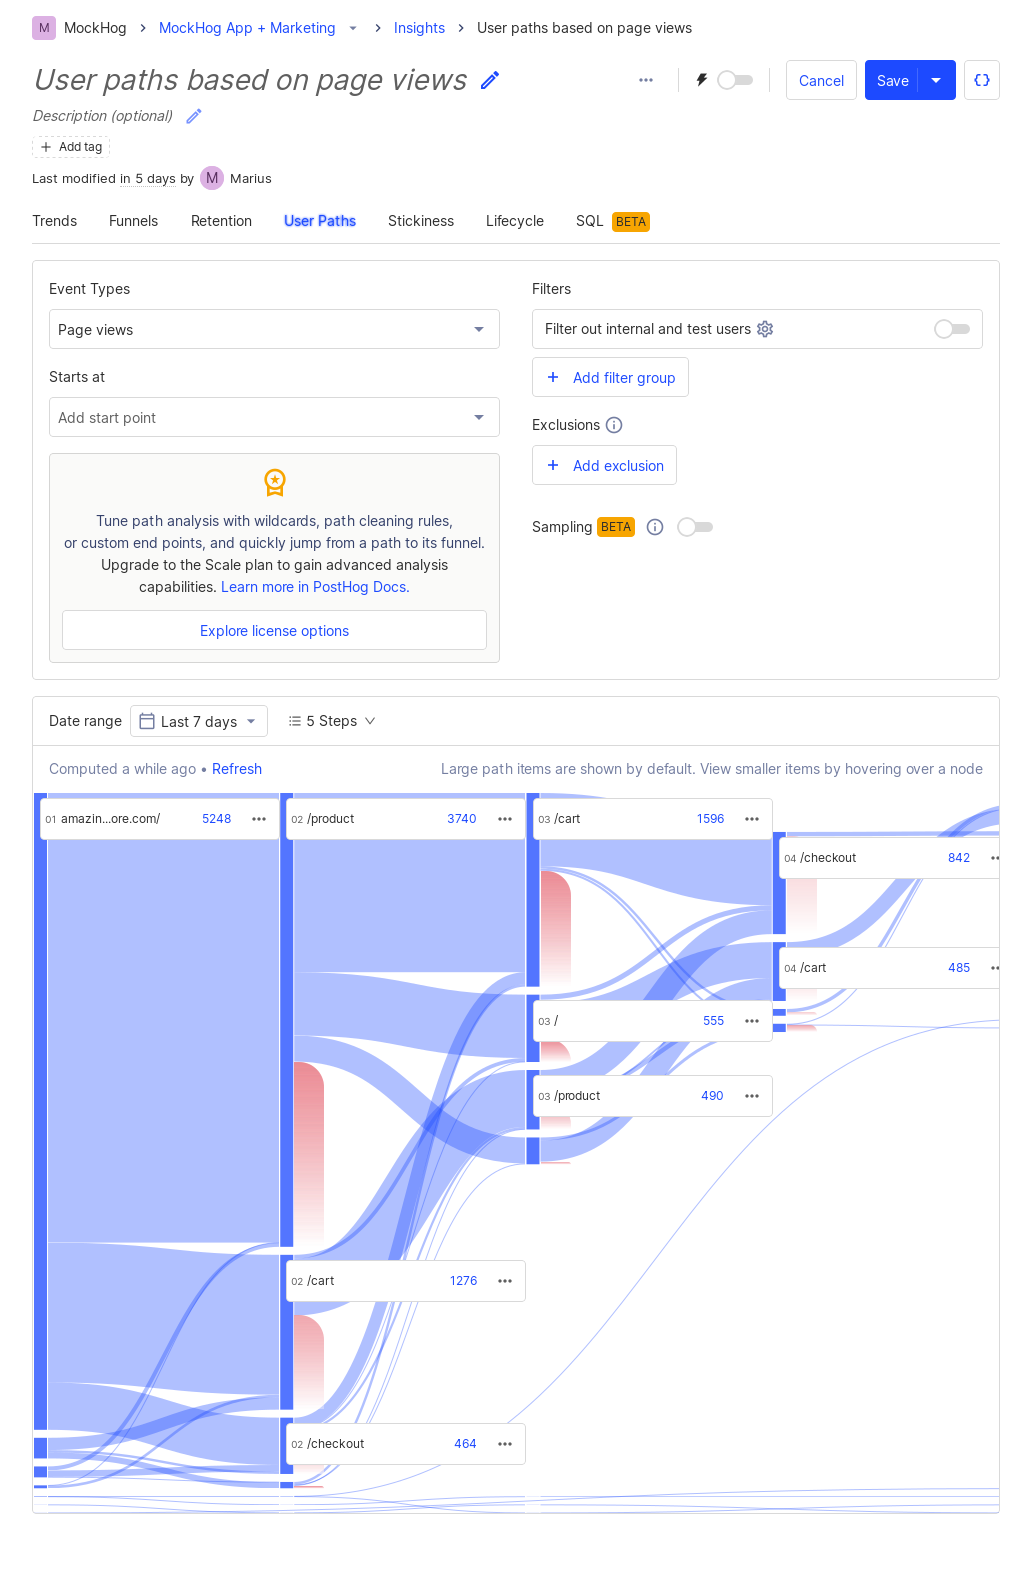 M MockHog > MockHog App + Marketing > Insights > User paths based on page views
User paths based on page views
Cancel
Save
Description (optional)
Add tag
Last modified in 5 days by M Marius
Trends Funnels Retention User Paths Stickiness Lifecycle SQL BETA
Event Types
Page views
Starts at
Add start point
Tune path analysis with wildcards, path cleaning rules,
or custom end points, and quickly jump from a path to its funnel.
Upgrade to the Scale plan to gain advanced analysis
capabilities. Learn more in PostHog Docs.
Explore license options
Filters
Filter out internal and test users
+ Add filter group
Exclusions
+ Add exclusion
Sampling BETA
Date range Last 7 days 5 Steps
Computed a while ago • Refresh
Large path items are shown by default. View smaller items by hovering over a node
01 amazin...ore.com/ 5248
02 /product 3740
03 /cart 1596
04 /checkout 842
04 /cart 485
03 / 555
03 /product 490
02 /cart 1276
02 /checkout 464